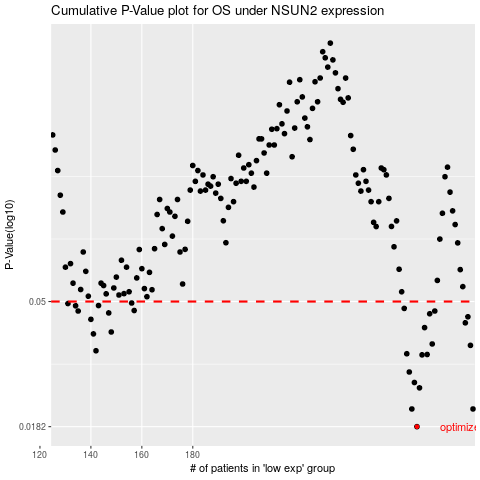 Cumulative P-Value plot for OS under NSUN2 expression
P-Value(log10)
0.05
0.0182
optimize
120 140 160 180
# of patients in 'low exp' group